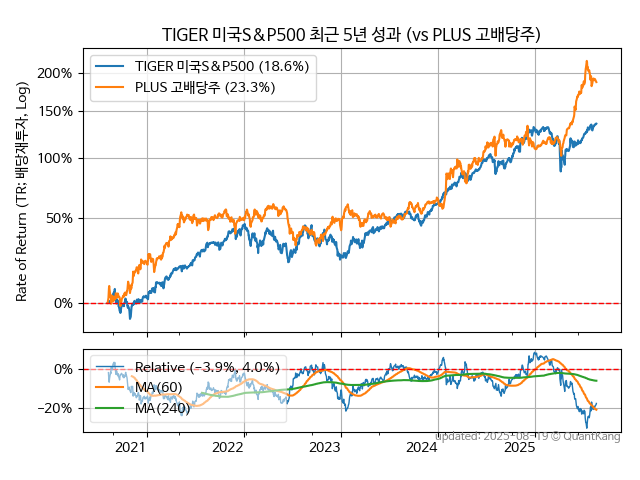 TIGER 미국S&P500 최근 5년 성과 (vs PLUS 고배당주)
TIGER 미국S&P500 (18.6%)
PLUS 고배당주 (23.3%)
Rate of Return (TR: 배당재투자, Log)
200%
150%
100%
50%
0%
Relative (−3.9%, 4.0%)
MA(60)
MA(240)
0%
−20%
updated: 2025-08-19 © QuantKang
2021
2022
2023
2024
2025